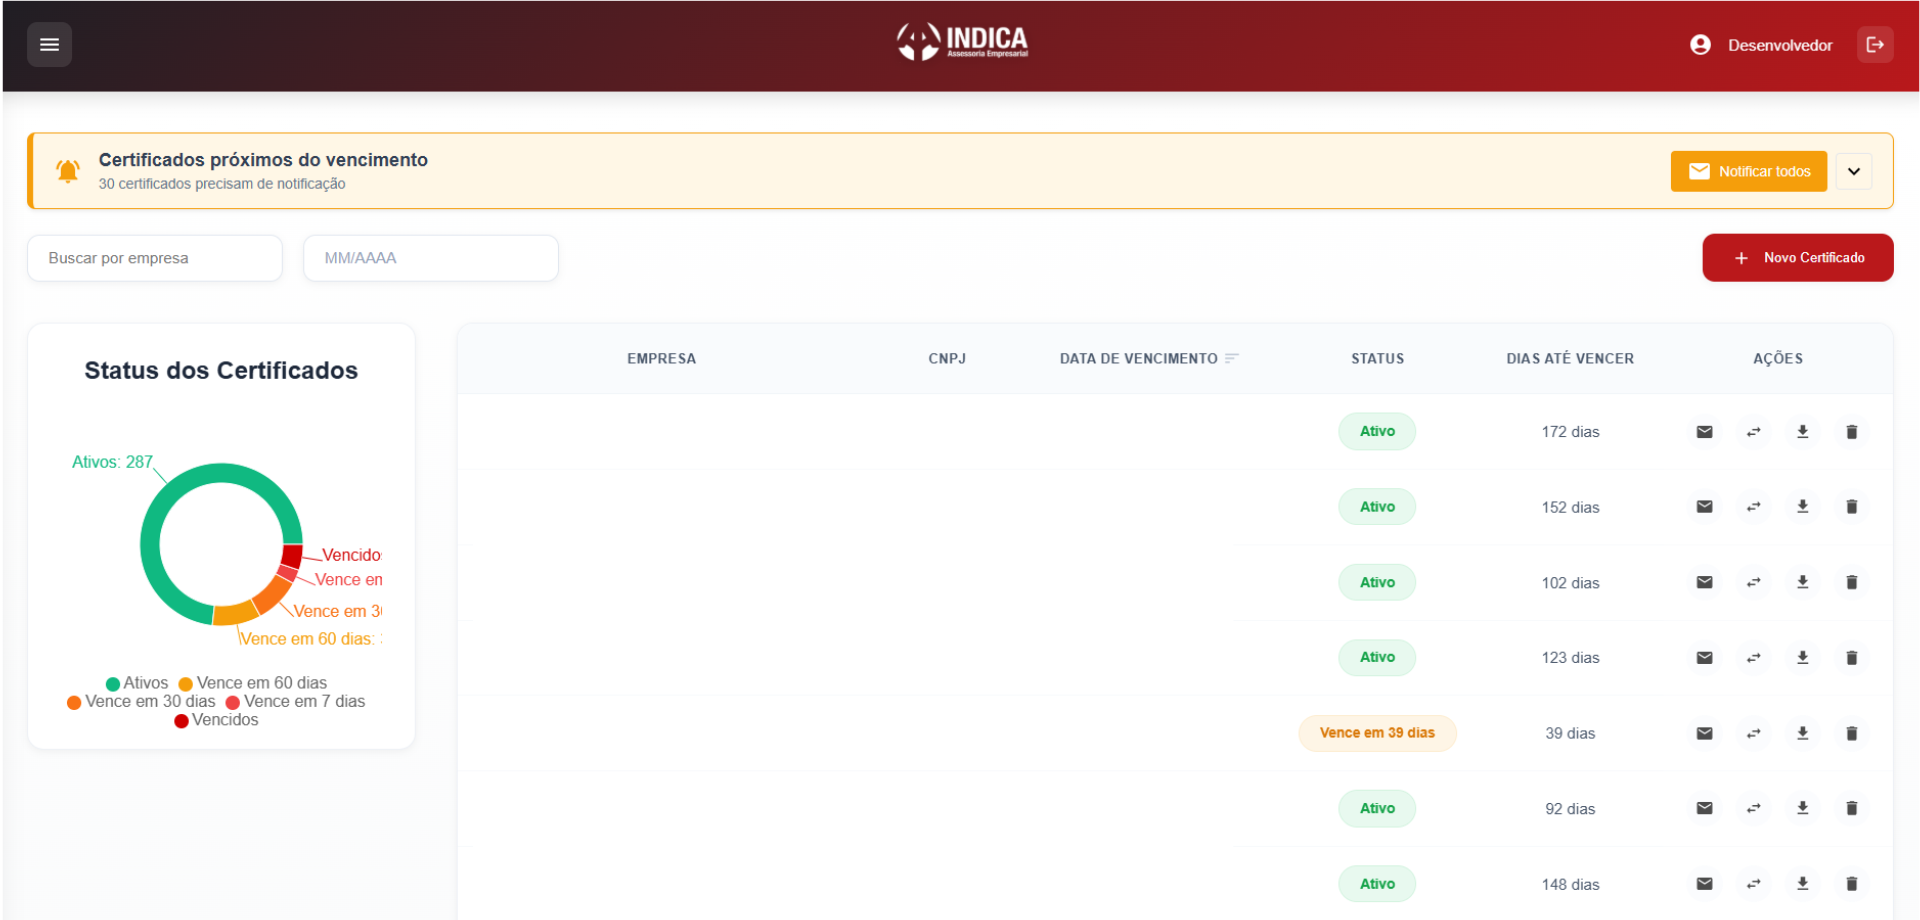 INDICA
Assessoria Empresarial
Desenvolvedor
Certificados próximos do vencimento
30 certificados precisam de notificação
Notificar todos
Buscar por empresa
MM/AAAA
Novo Certificado
Status dos Certificados
Ativos: 287
Vencidos
Vence em
Vence em 30
Vence em 60 dias:
Ativos
Vence em 60 dias
Vence em 30 dias
Vence em 7 dias
Vencidos
EMPRESA CNPJ DATA DE VENCIMENTO STATUS DIAS ATÉ VENCER AÇÕES
Ativo 172 dias
Ativo 152 dias
Ativo 102 dias
Ativo 123 dias
Vence em 39 dias 39 dias
Ativo 92 dias
Ativo 148 dias